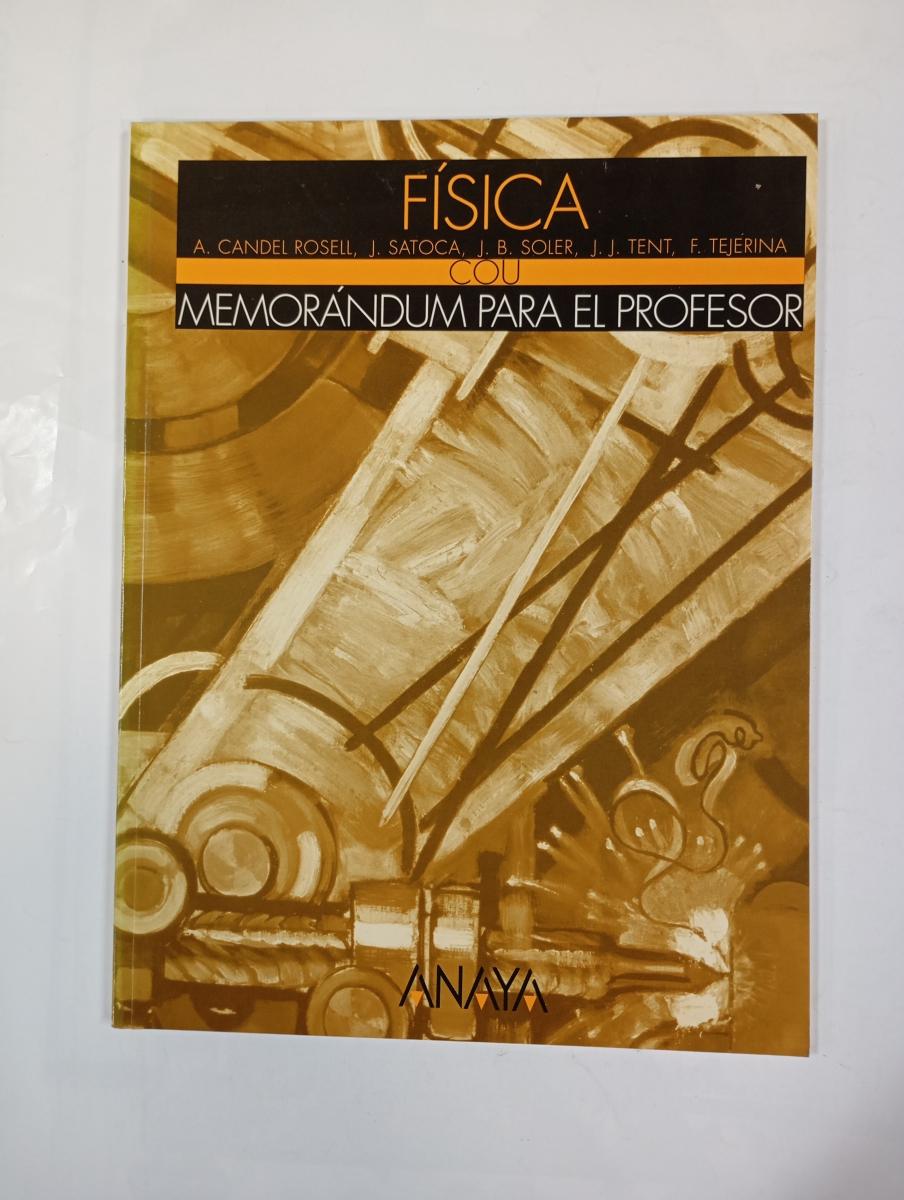 FÍSICA
A. CANDEL ROSELL, J. SATOCA, J. B. SOLER, J. J. TENT, F. TEJERINA
COU
MEMORÁNDUM PARA EL PROFESOR
ANAYA